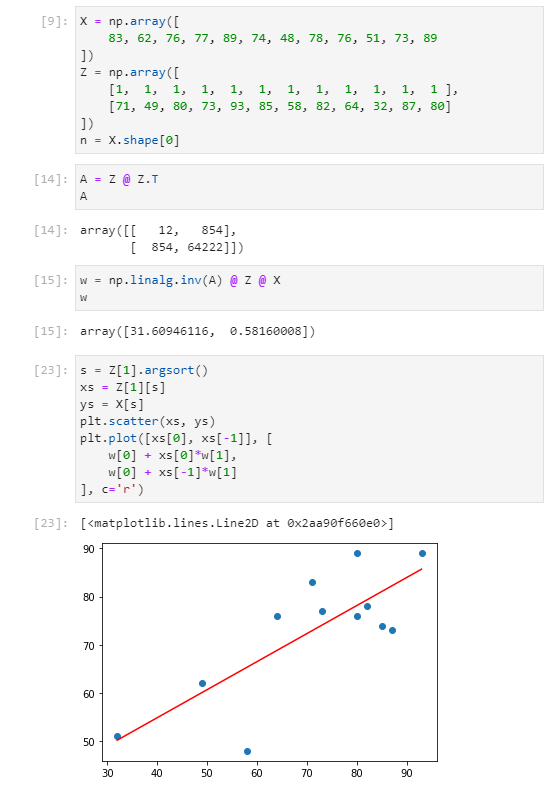 [9]: X = np.array([
83, 62, 76, 77, 89, 74, 48, 78, 76, 51, 73, 89
])
Z = np.array([
[1, 1, 1, 1, 1, 1, 1, 1, 1, 1, 1, 1 ],
[71, 49, 80, 73, 93, 85, 58, 82, 64, 32, 87, 80]
])
n = X.shape[0]
[14]: A = Z @ Z.T
A
[14]: array([[ 12, 854],
[ 854, 64222]])
[15]: w = np.linalg.inv(A) @ Z @ X
w
[15]: array([31.60946116, 0.58160008])
[23]: s = Z[1].argsort()
xs = Z[1][s]
ys = X[s]
plt.scatter(xs, ys)
plt.plot([xs[0], xs[-1]], [
w[0] + xs[0]*w[1],
w[0] + xs[-1]*w[1]
], c='r')
[23]: [<matplotlib.lines.Line2D at 0x2aa90f660e0>]
90
80
70
60
50
30 40 50 60 70 80 90